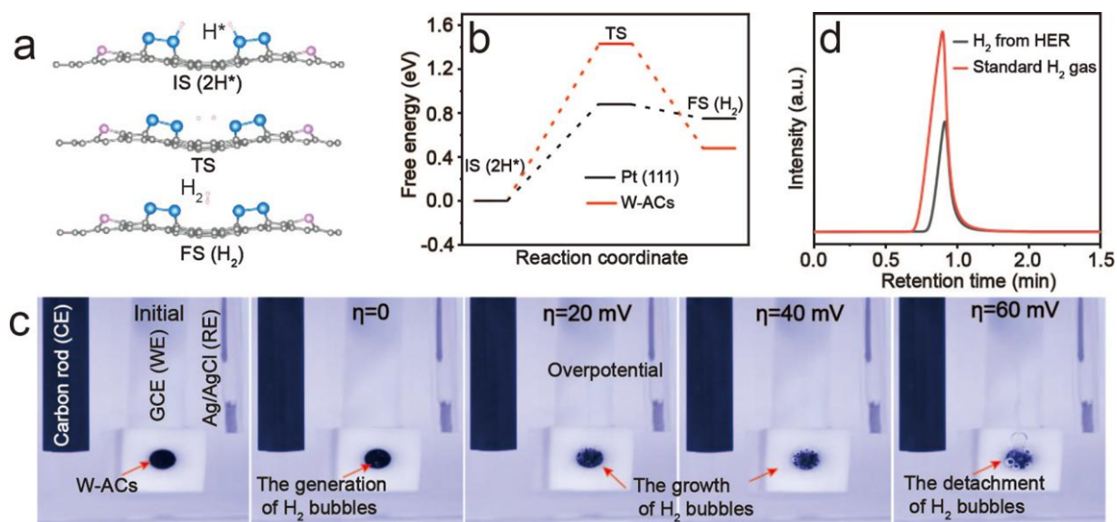 a
H*
IS (2H*)
TS
H₂
FS (H₂)
b
Free energy (eV)
1.6
1.2
0.8
0.4
0.0
-0.4
TS
FS (H₂)
IS (2H*)
Pt (111)
W-ACs
Reaction coordinate
d
Intensity (a.u.)
H₂ from HER
Standard H₂ gas
0.0 0.5 1.0 2.0 1.5
Retention time (min)
c
Carbon rod (CE)
Initial
GCE (WE)
Ag/AgCl (RE)
W-ACs
η=0
The generation
of H₂ bubbles
η=20 mV
Overpotential
The growth
of H₂ bubbles
η=40 mV
η=60 mV
The detachment
of H₂ bubbles